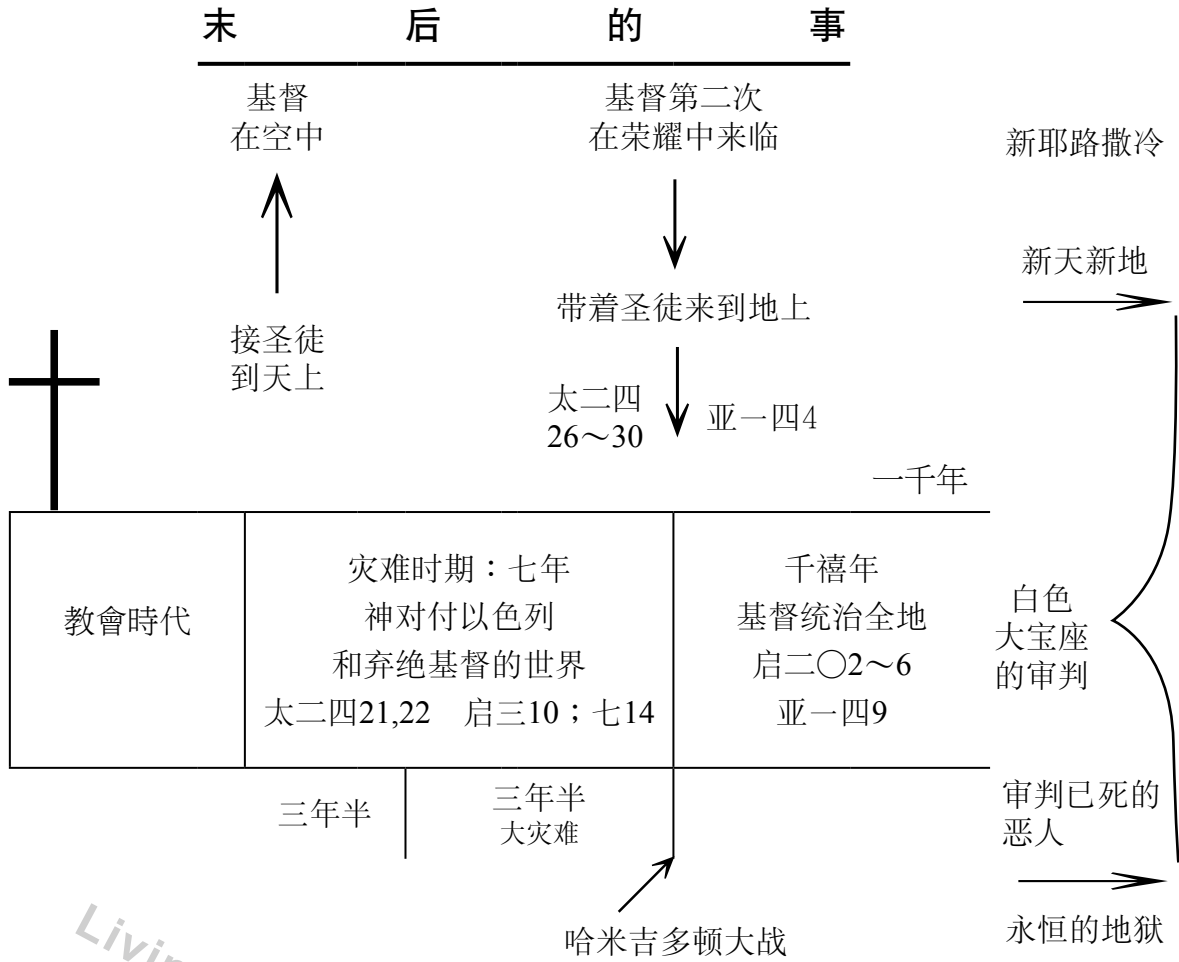 末后的事
基督
在空中
基督第二次
在荣耀中来临
新耶路撒冷
新天新地
带着圣徒来到地上
接圣徒
到天上
太二四
26～30
亚一四4
一千年
教會時代
灾难时期：七年
神对付以色列
和弃绝基督的世界
太二四21,22 启三10；七14
千禧年
基督统治全地
启二〇2～6
亚一四9
白色
大宝座
的审判
三年半
三年半
大灾难
审判已死的
恶人
哈米吉多顿大战
永恒的地狱